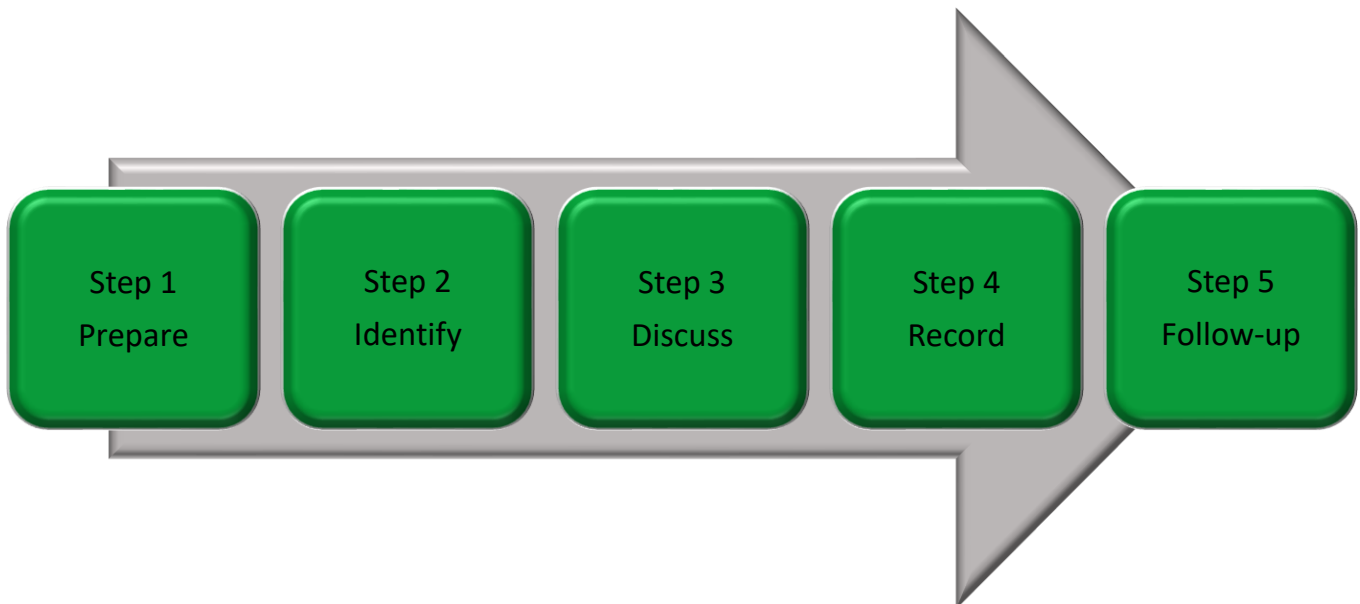 Step 1
Prepare
Step 2
Identify
Step 3
Discuss
Step 4
Record
Step 5
Follow-up